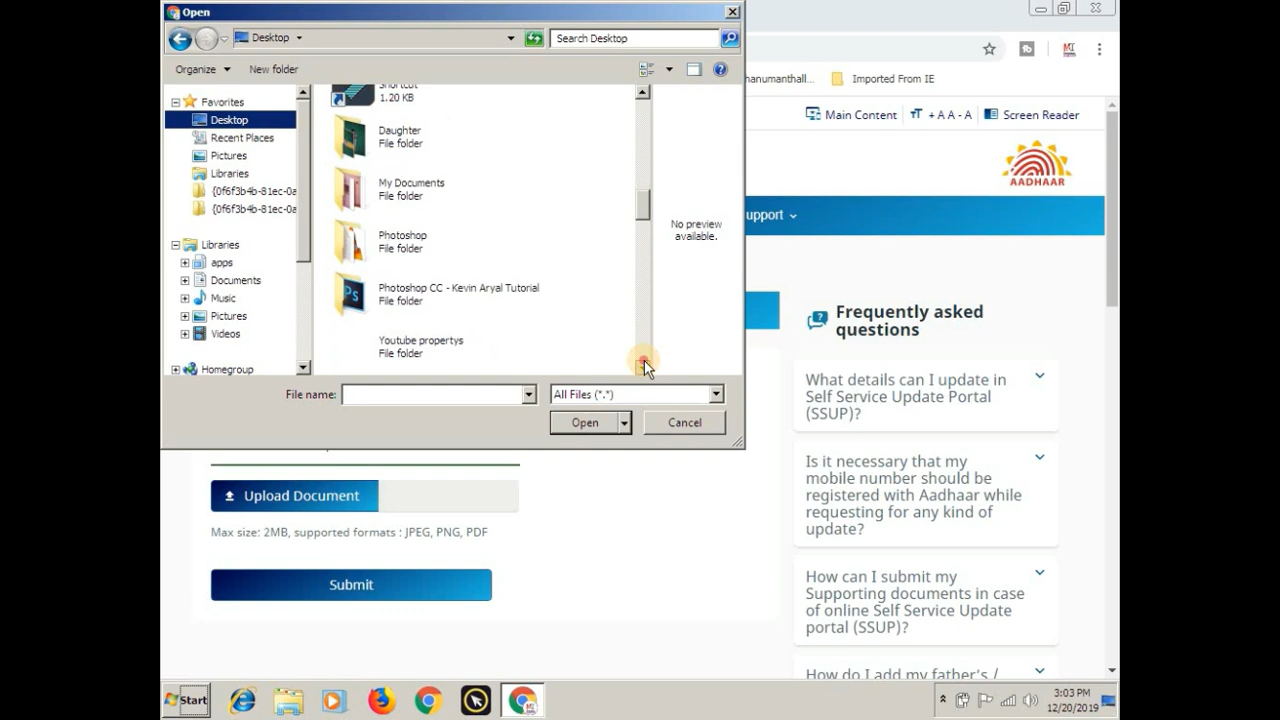 Open
Desktop
Search Desktop
Organize
New folder
hanumanthall...
Imported From IE
Shortcut
1.20 KB
Favorites
Desktop
Recent Places
Pictures
Libraries
{0f6f3b4b-81ec-0a
{0f6f3b4b-81ec-0a
Libraries
apps
Documents
Music
Pictures
Videos
Homegroup
Daughter
File folder
My Documents
File folder
Photoshop
File folder
Photoshop CC - Kevin Aryal Tutorial
File folder
Youtube propertys
File folder
No preview
available.
File name:
All Files (*.*)
Open
Cancel
Main Content
TT + A A - A
Screen Reader
AADHAAR
upport
Frequently asked
questions
What details can I update in
Self Service Update Portal
(SSUP)?
Is it necessary that my
mobile number should be
registered with Aadhaar while
requesting for any kind of
update?
How can I submit my
Supporting documents in case
of online Self Service Update
portal (SSUP)?
How do I add my father's /
Upload Document
Max size: 2MB, supported formats : JPEG, PNG, PDF
Submit
Start
3:03 PM
12/20/2019